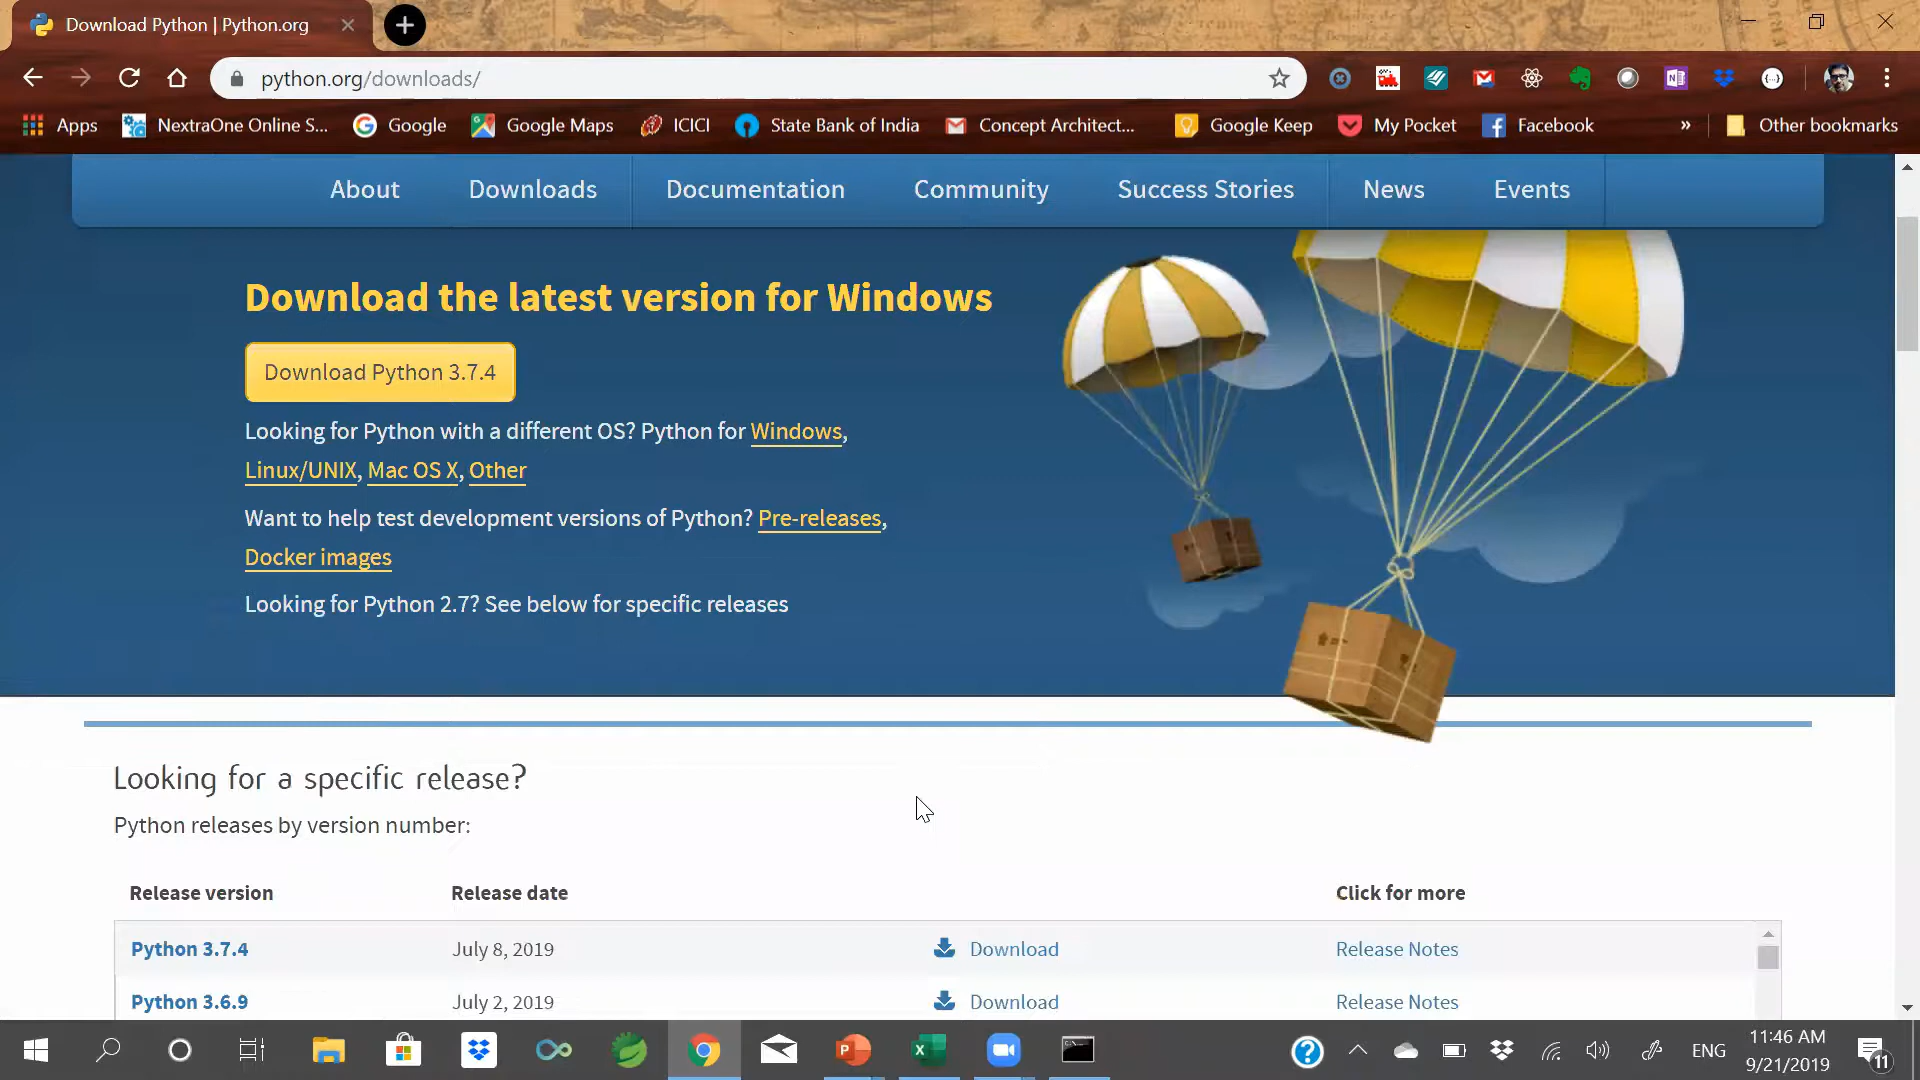 Download Python | Python.org
python.org/downloads/
Apps NextraOne Online S... Google Google Maps ICICI State Bank of India Concept Architect... Google Keep My Pocket Facebook » Other bookmarks
About Downloads Documentation Community Success Stories News Events
Download the latest version for Windows
Download Python 3.7.4
Looking for Python with a different OS? Python for Windows,
Linux/UNIX, Mac OS X, Other
Want to help test development versions of Python? Pre-releases,
Docker images
Looking for Python 2.7? See below for specific releases
Looking for a specific release?
Python releases by version number:
Release version Release date Click for more
Python 3.7.4 July 8, 2019 Download Release Notes
Python 3.6.9 July 2, 2019 Download Release Notes
ENG
11:46 AM
9/21/2019
11